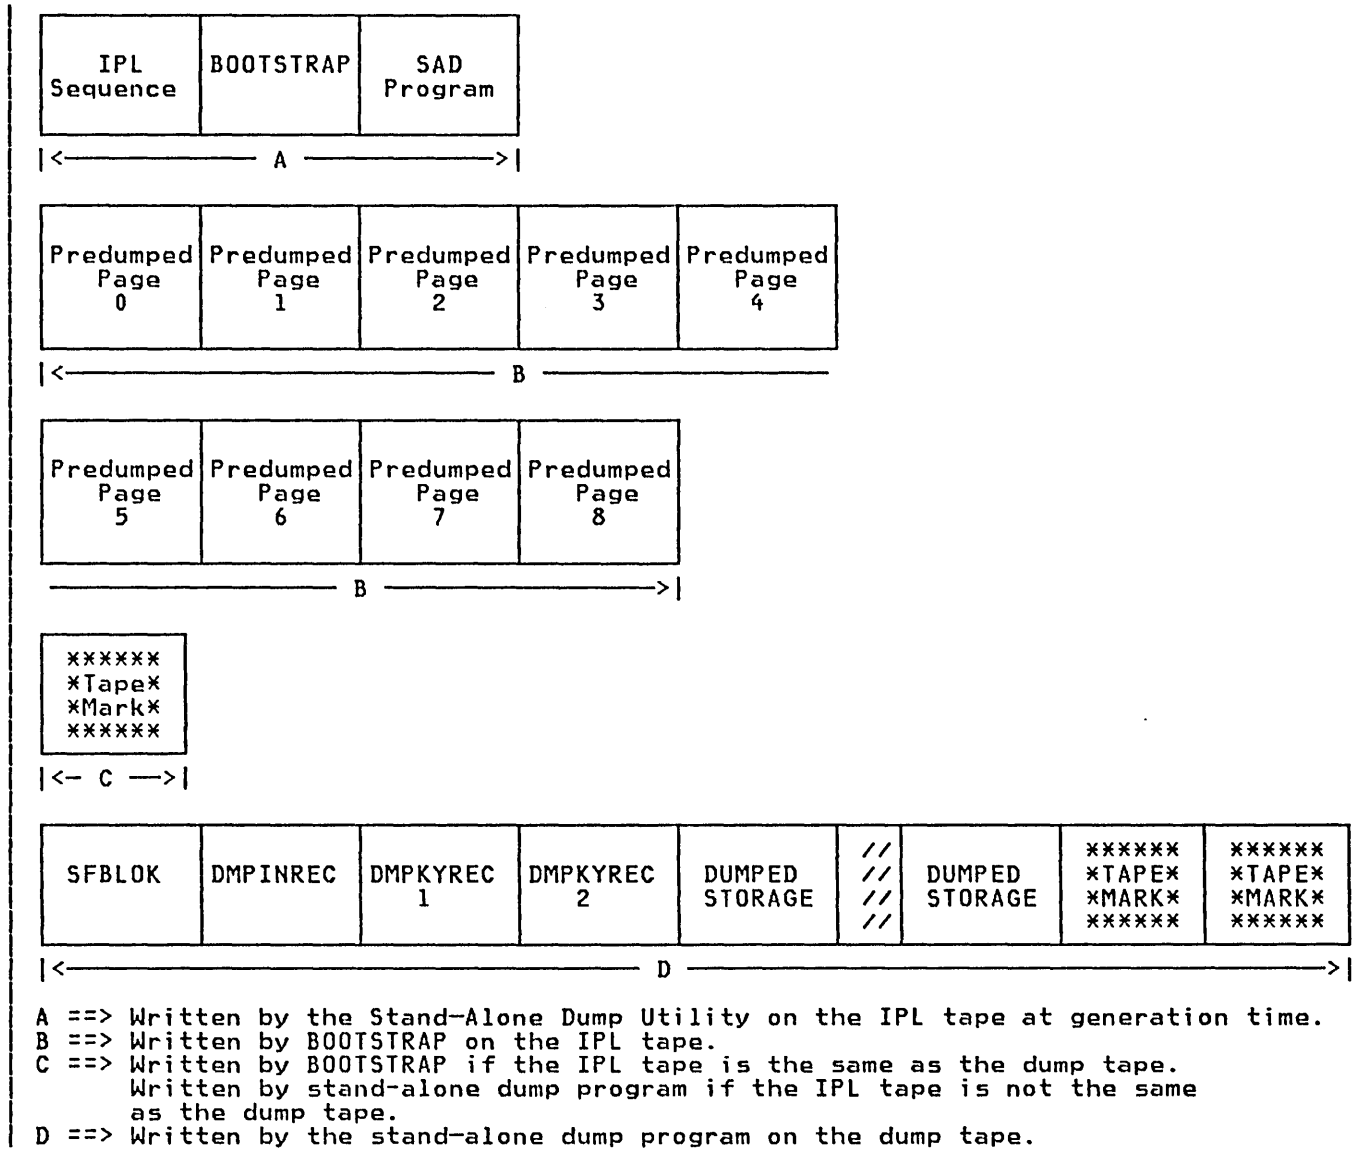 IPL BOOTSTRAP SAD
Sequence Program
|<———— A ————>|
Predumped Predumped Predumped Predumped Predumped
Page Page Page Page Page
0 1 2 3 4
|<———— B ————
Predumped Predumped Predumped Predumped
Page Page Page Page
5 6 7 8
———— B ————>|
******
*Tape*
*Mark*
******
|<— C —>|
// ****** ******
SFBLOK DMPINREC DMPKYREC DMPKYREC DUMPED // DUMPED *TAPE* *TAPE*
1 2 STORAGE // STORAGE *MARK* *MARK*
// ****** ******
|<———— D ————>|
A ==> Written by the Stand—Alone Dump Utility on the IPL tape at generation time.
B ==> Written by BOOTSTRAP on the IPL tape.
C ==> Written by BOOTSTRAP if the IPL tape is the same as the dump tape.
Written by stand—alone dump program if the IPL tape is not the same
as the dump tape.
D ==> Written by the stand—alone dump program on the dump tape.